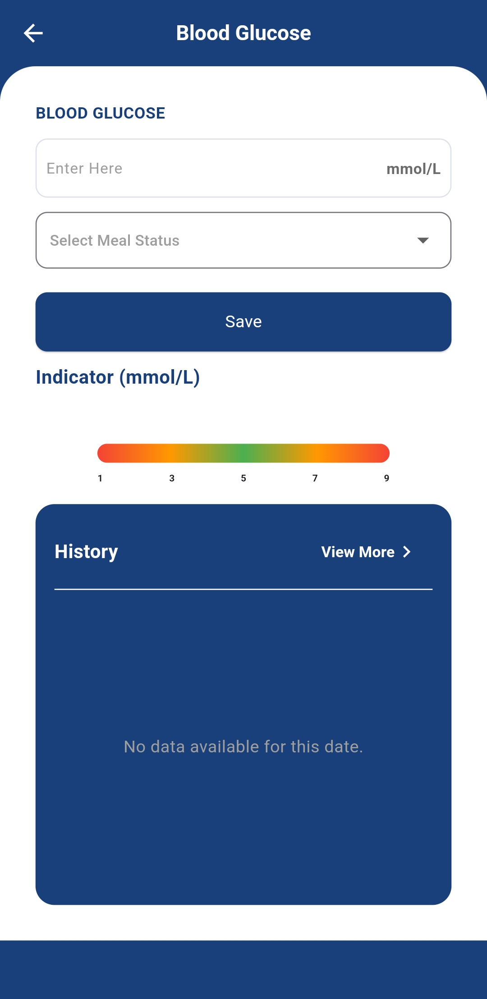 Blood Glucose
BLOOD GLUCOSE
Enter Here mmol/L
Select Meal Status
Save
Indicator (mmol/L)
1 3 5 7 9
History View More
No data available for this date.